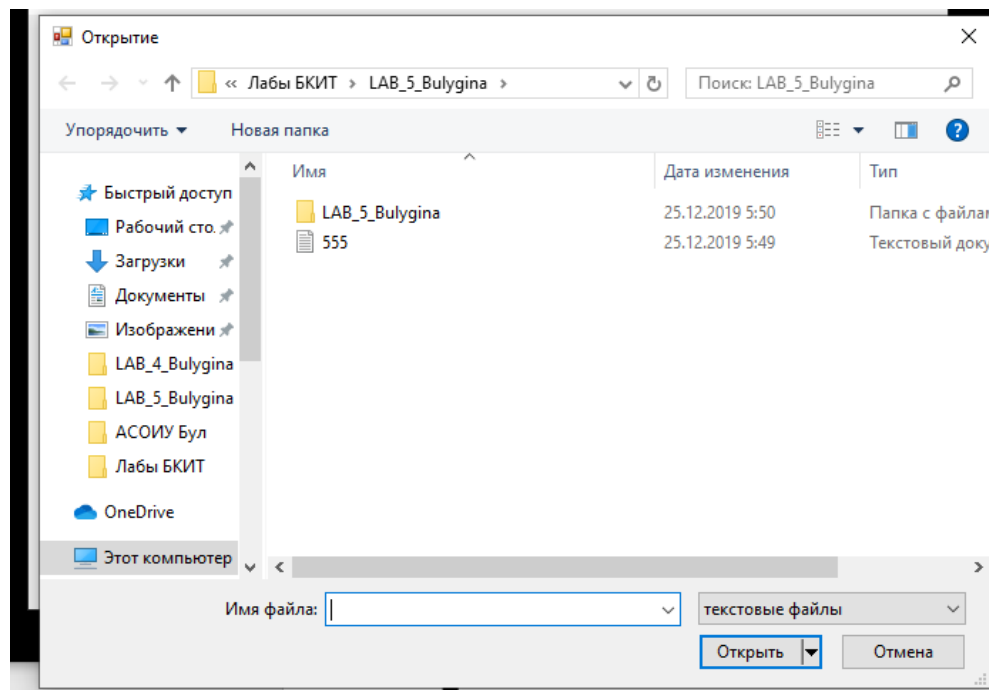 Открытие
« Лабы БКИТ › LAB_5_Bulygina ›
Поиск: LAB_5_Bulygina
Упорядочить
Новая папка
?
Имя
Дата изменения
Тип
Быстрый доступ
Рабочий сто.
Загрузки
Документы
Изображени
LAB_4_Bulygina
LAB_5_Bulygina
АСОИУ Бул
Лабы БКИТ
OneDrive
Этот компьютер
LAB_5_Bulygina 25.12.2019 5:50 Папка с файлам
555 25.12.2019 5:49 Текстовый доку
Имя файла:
текстовые файлы
Открыть
Отмена